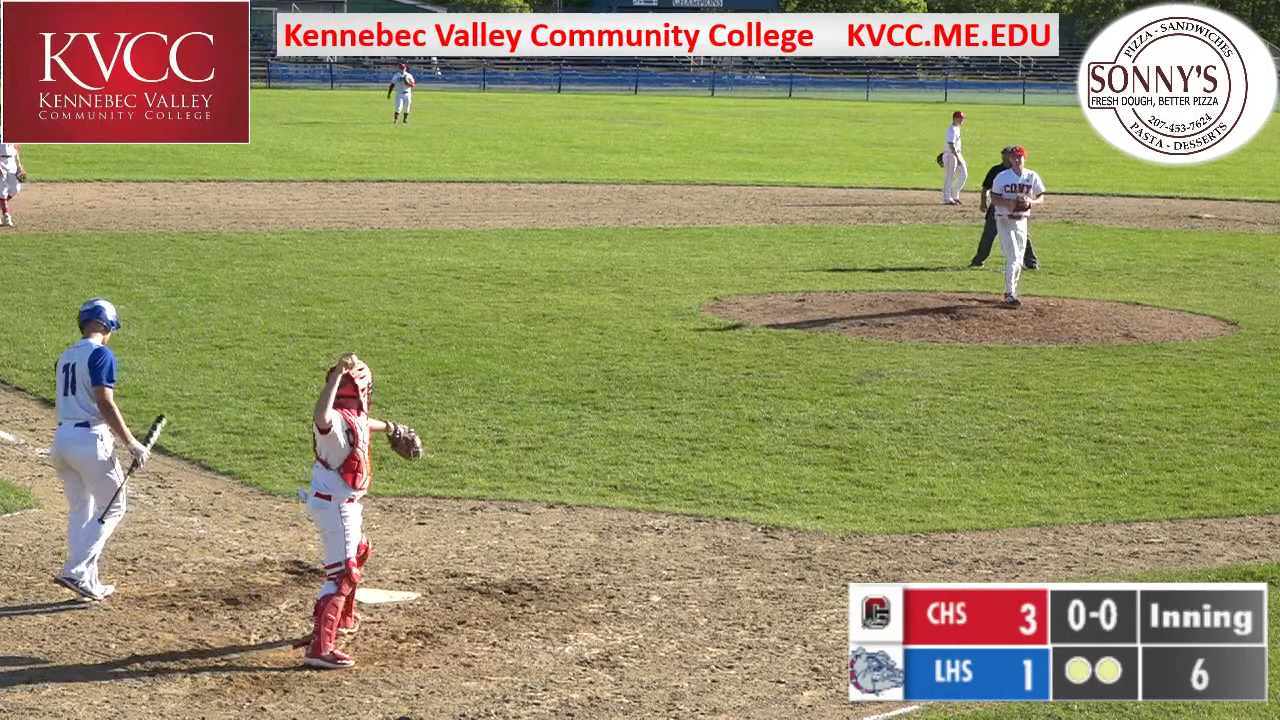 KVCC
KENNEBEC VALLEY
COMMUNITY COLLEGE
Kennebec Valley Community College KVCC.ME.EDU
CHAMPIONS
PIZZA - SANDWICHES
SONNY'S
FRESH DOUGH, BETTER PIZZA
207-453-7624
PASTA - DESSERTS
CONY
11
CHS 3 0-0 Inning
LHS 1 6